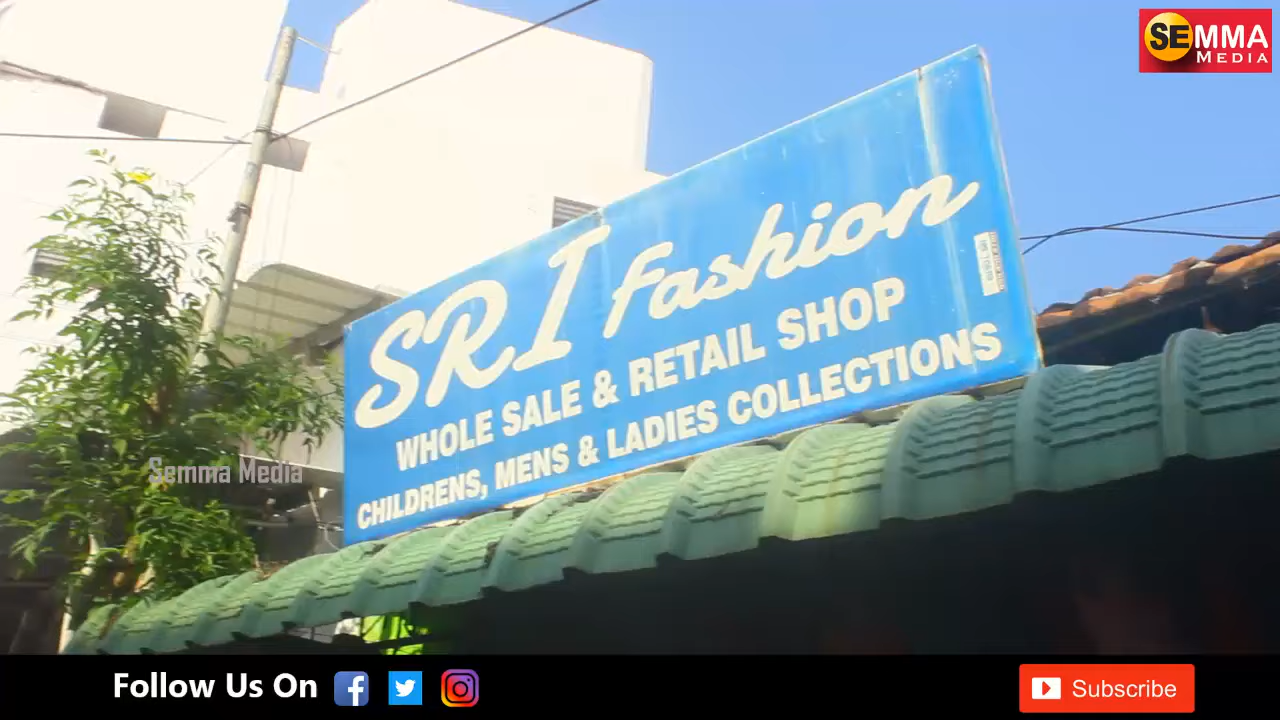 SEMMA
MEDIA
SRI Fashion
WHOLE SALE & RETAIL SHOP
CHILDRENS, MENS & LADIES COLLECTIONS
Semma Media
Follow Us On
Subscribe